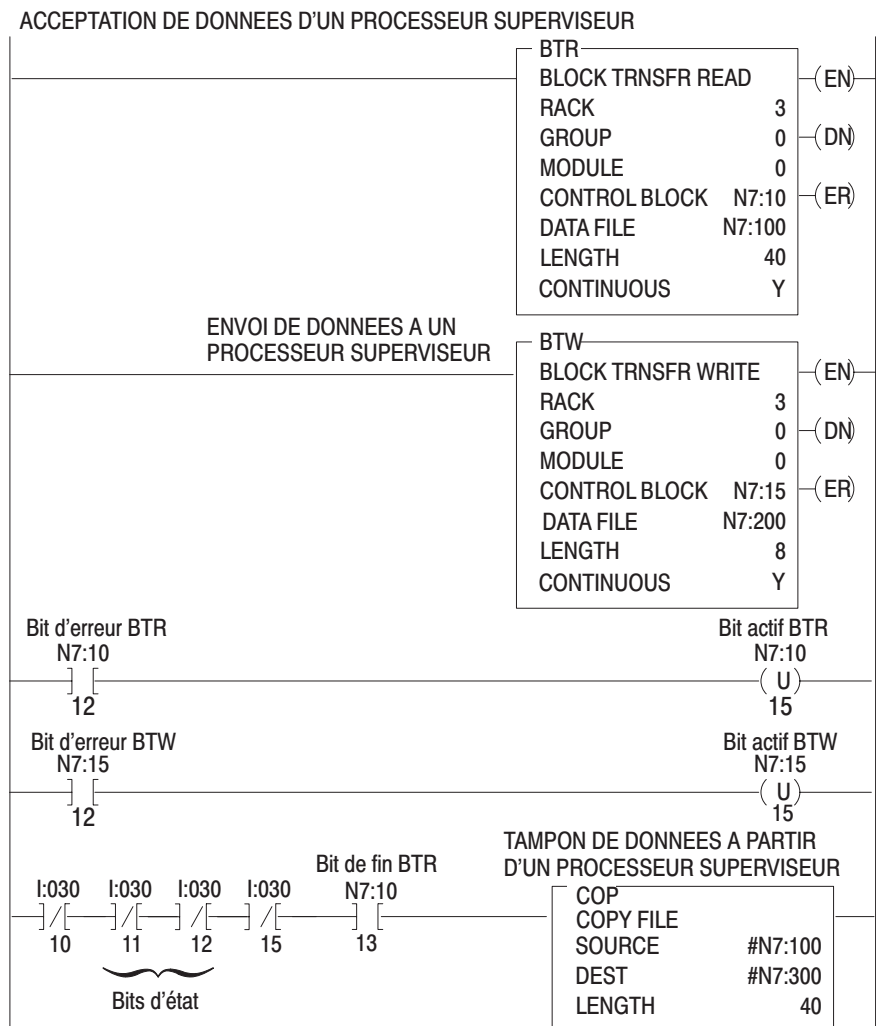 ACCEPTATION DE DONNEES D'UN PROCESSEUR SUPERVISEUR
BTR
BLOCK TRNSFR READ
(EN)
RACK 3
GROUP 0
(DN)
MODULE 0
CONTROL BLOCK N7:10
(ER)
DATA FILE N7:100
LENGTH 40
CONTINUOUS Y
ENVOI DE DONNEES A UN
PROCESSEUR SUPERVISEUR
BTW
BLOCK TRNSFR WRITE
(EN)
RACK 3
GROUP 0
(DN)
MODULE 0
CONTROL BLOCK N7:15
(ER)
DATA FILE N7:200
LENGTH 8
CONTINUOUS Y
Bit d'erreur BTR
N7:10
12
Bit actif BTR
N7:10
( U )
15
Bit d'erreur BTW
N7:15
12
Bit actif BTW
N7:15
( U )
15
I:030 I:030 I:030 I:030
10 11 12 15
Bits d'état
Bit de fin BTR
N7:10
13
TAMPON DE DONNEES A PARTIR
D'UN PROCESSEUR SUPERVISEUR
COP
COPY FILE
SOURCE #N7:100
DEST #N7:300
LENGTH 40